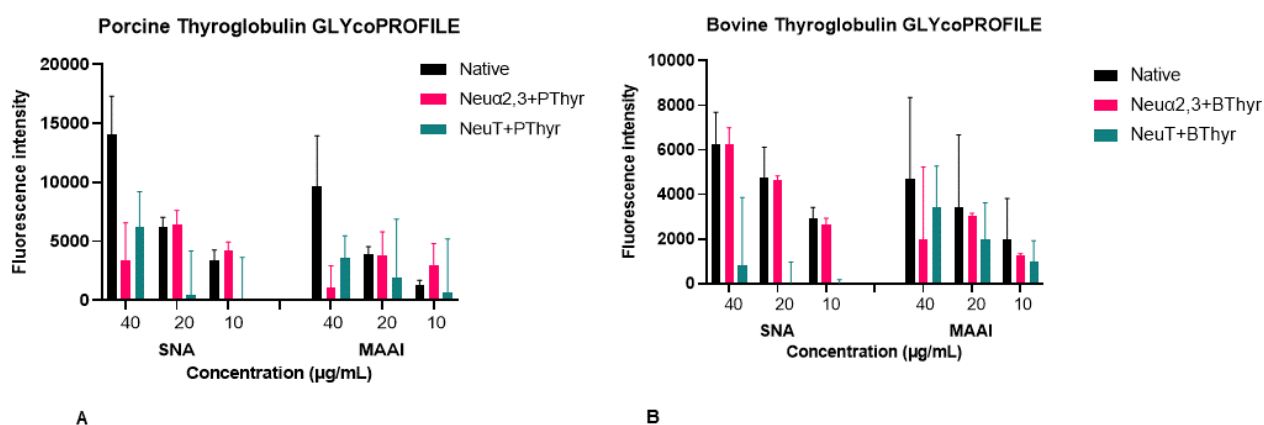 Porcine Thyroglobulin GLYcoPROFILE
20000
15000
10000
5000
0
Fluorescence intensity
Native
Neuα2,3+PThyr
NeuT+PThyr
40 20 10 40 20 10
SNA MAAI
Concentration (µg/mL)
A
Bovine Thyroglobulin GLYcoPROFILE
10000
8000
6000
4000
2000
0
Fluorescence intensity
Native
Neuα2,3+BThyr
NeuT+BThyr
40 20 10 40 20 10
SNA MAAI
Concentration (µg/mL)
B